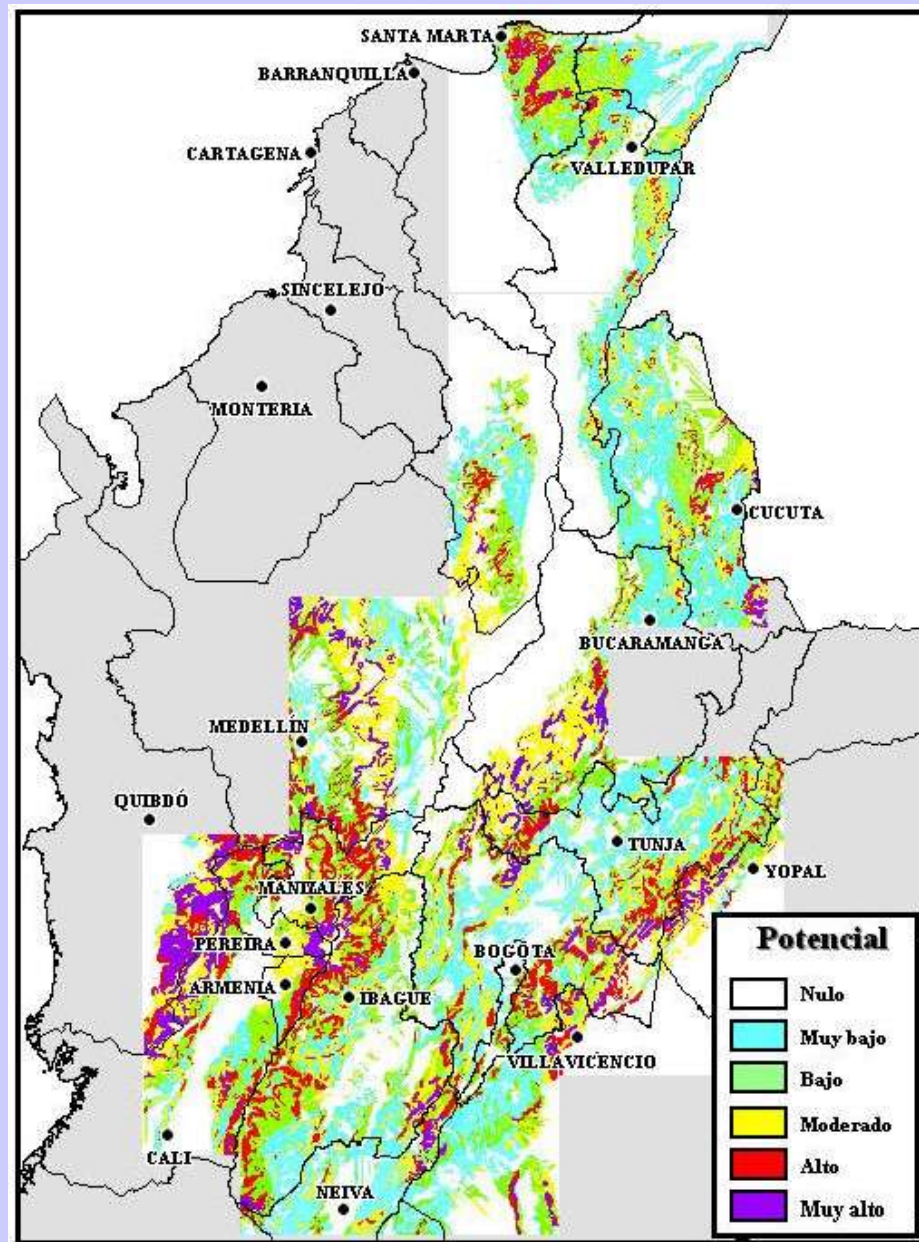 SANTA MARTA
BARRANQUILLA
CARTAGENA
VALLEDUPAR
SINCELEJO
MONTERIA
CUCUTA
BUCARAMANGA
MEDELLÍN
QUIBDÓ
TUNJA
YOPAL
MANIZALES
PEREIRA
BOGOTA
ARMENIA
IBAGUE
VILLAVICENCIO
CALI
NEIVA
Potencial
Nulo
Muy bajo
Bajo
Moderado
Alto
Muy alto